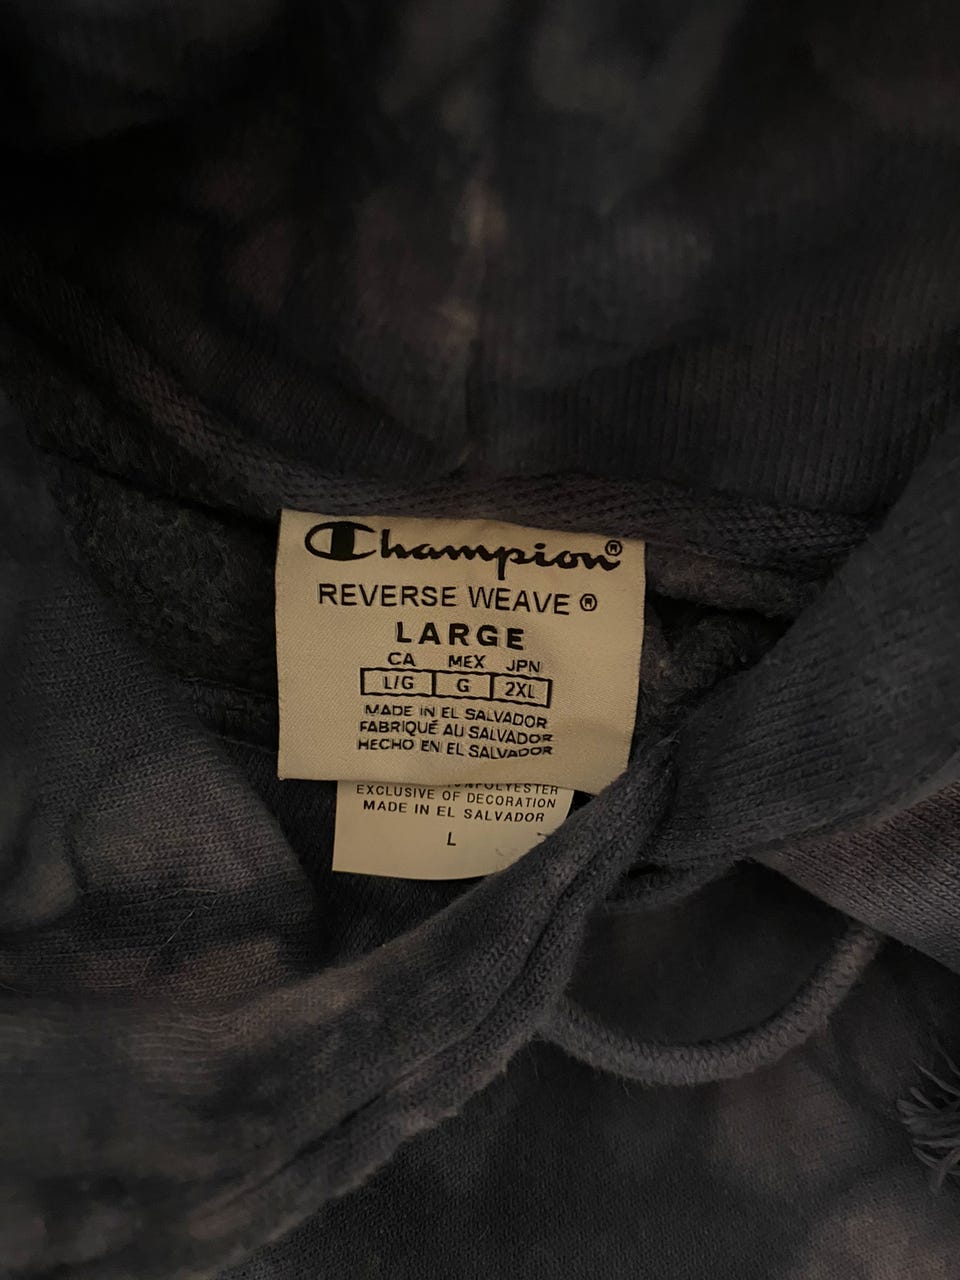 Champion®
REVERSE WEAVE®
LARGE
CA MEX JPN
L/G G 2XL
MADE IN EL SALVADOR
FABRIQUÉ AU SALVADOR
HECHO EN EL SALVADOR
POLYESTER
EXCLUSIVE OF DECORATION
MADE IN EL SALVADOR
L